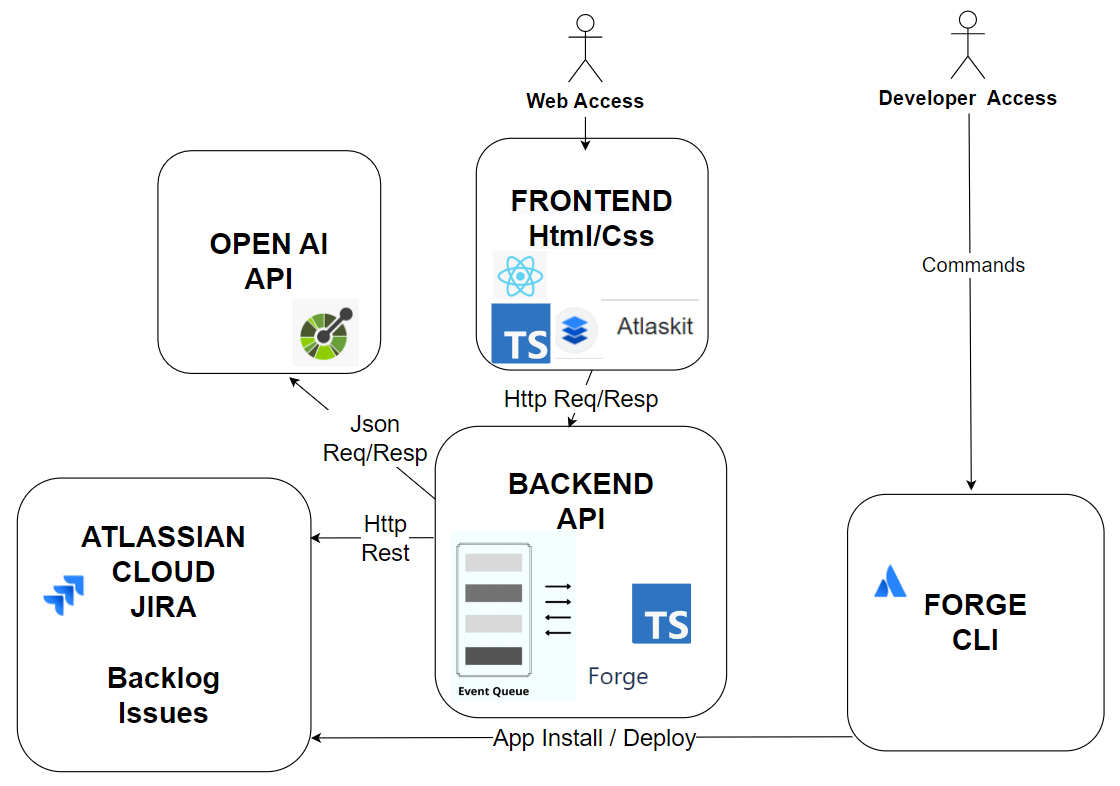 Web Access
Developer Access
OPEN AI
API
FRONTEND
Html/Css
TS
Atlaskit
Commands
Http Req/Resp
Json
Req/Resp
BACKEND
API
Http
Rest
ATLASSIAN
CLOUD
JIRA
Backlog
Issues
TS
Forge
Event Queue
FORGE
CLI
App Install / Deploy